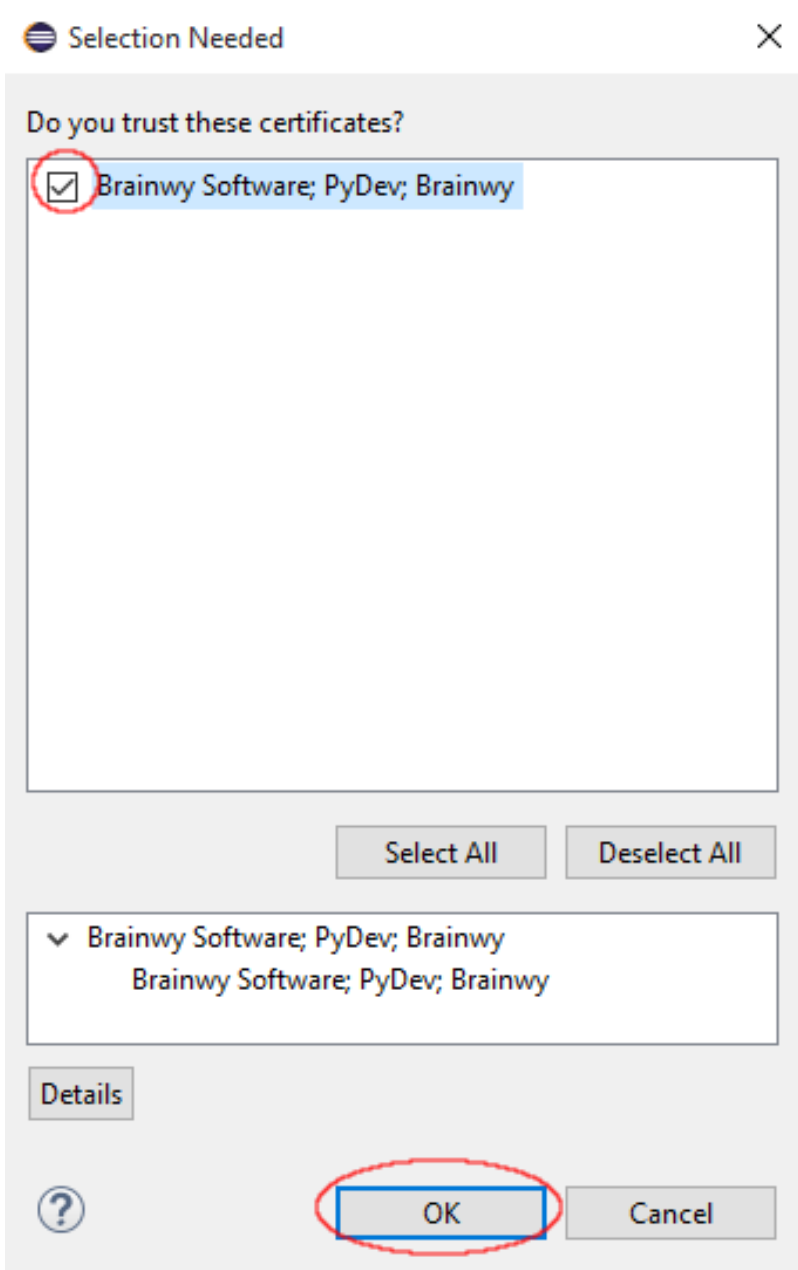 Selection Needed
Do you trust these certificates?
Brainwy Software; PyDev; Brainwy
Select All
Deselect All
Brainwy Software; PyDev; Brainwy
Brainwy Software; PyDev; Brainwy
Details
?
OK
Cancel